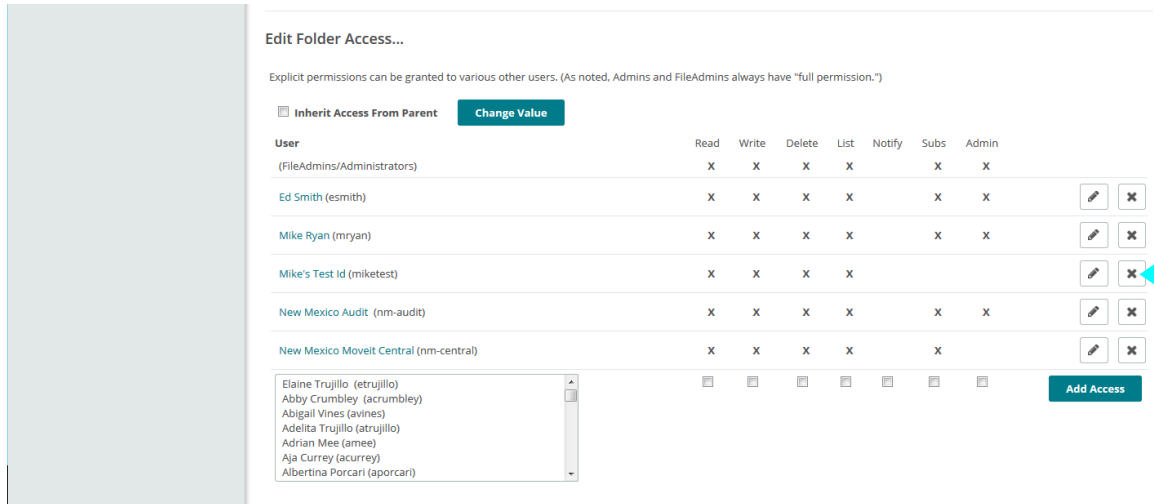 Edit Folder Access...
Explicit permissions can be granted to various other users. (As noted, Admins and FileAdmins always have "full permission.")
Inherit Access From Parent Change Value
User Read Write Delete List Notify Subs Admin
(FileAdmins/Administrators) X X X X X X
Ed Smith (esmith) X X X X X X
Mike Ryan (mryan) X X X X X X
Mike's Test Id (miketest) X X X X
New Mexico Audit (nm-audit) X X X X X X
New Mexico Moveit Central (nm-central) X X X X X
Elaine Trujillo (etrujillo) Add Access
Abby Crumbley (acrumbley)
Abigail Vines (avines)
Adelita Trujillo (atrujillo)
Adrian Mee (amee)
Aja Currey (acurrey)
Albertina Porcari (aporcari)